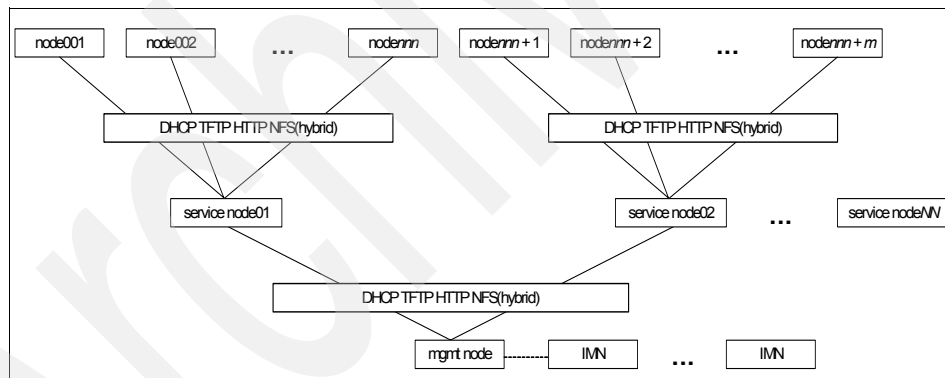 node001 node002 ... nodennn nodennn + 1 nodennn + 2 ... nodennn + m
DHCP TFTP HTTP NFS(hybrid) DHCP TFTP HTTP NFS(hybrid)
service node01 service node02 ... service nodeNN
DHCP TFTP HTTP NFS(hybrid)
mgmt node IMN ... IMN